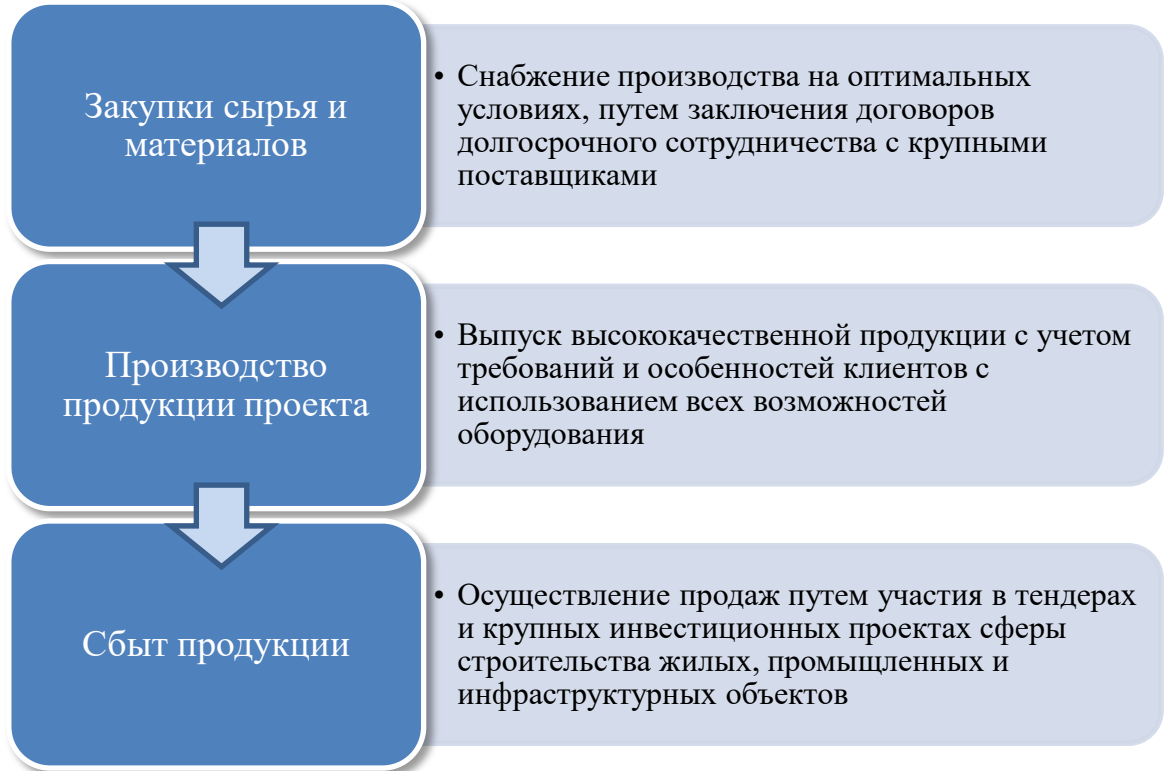 Закупки сырья и
материалов
• Снабжение производства на оптимальных
условиях, путем заключения договоров
долгосрочного сотрудничества с крупными
поставщиками
Производство
продукции проекта
• Выпуск высококачественной продукции с учетом
требований и особенностей клиентов с
использованием всех возможностей
оборудования
Сбыт продукции
• Осуществление продаж путем участия в тендерах
и крупных инвестиционных проектах сферы
строительства жилых, промыщленных и
инфраструктурных объектов